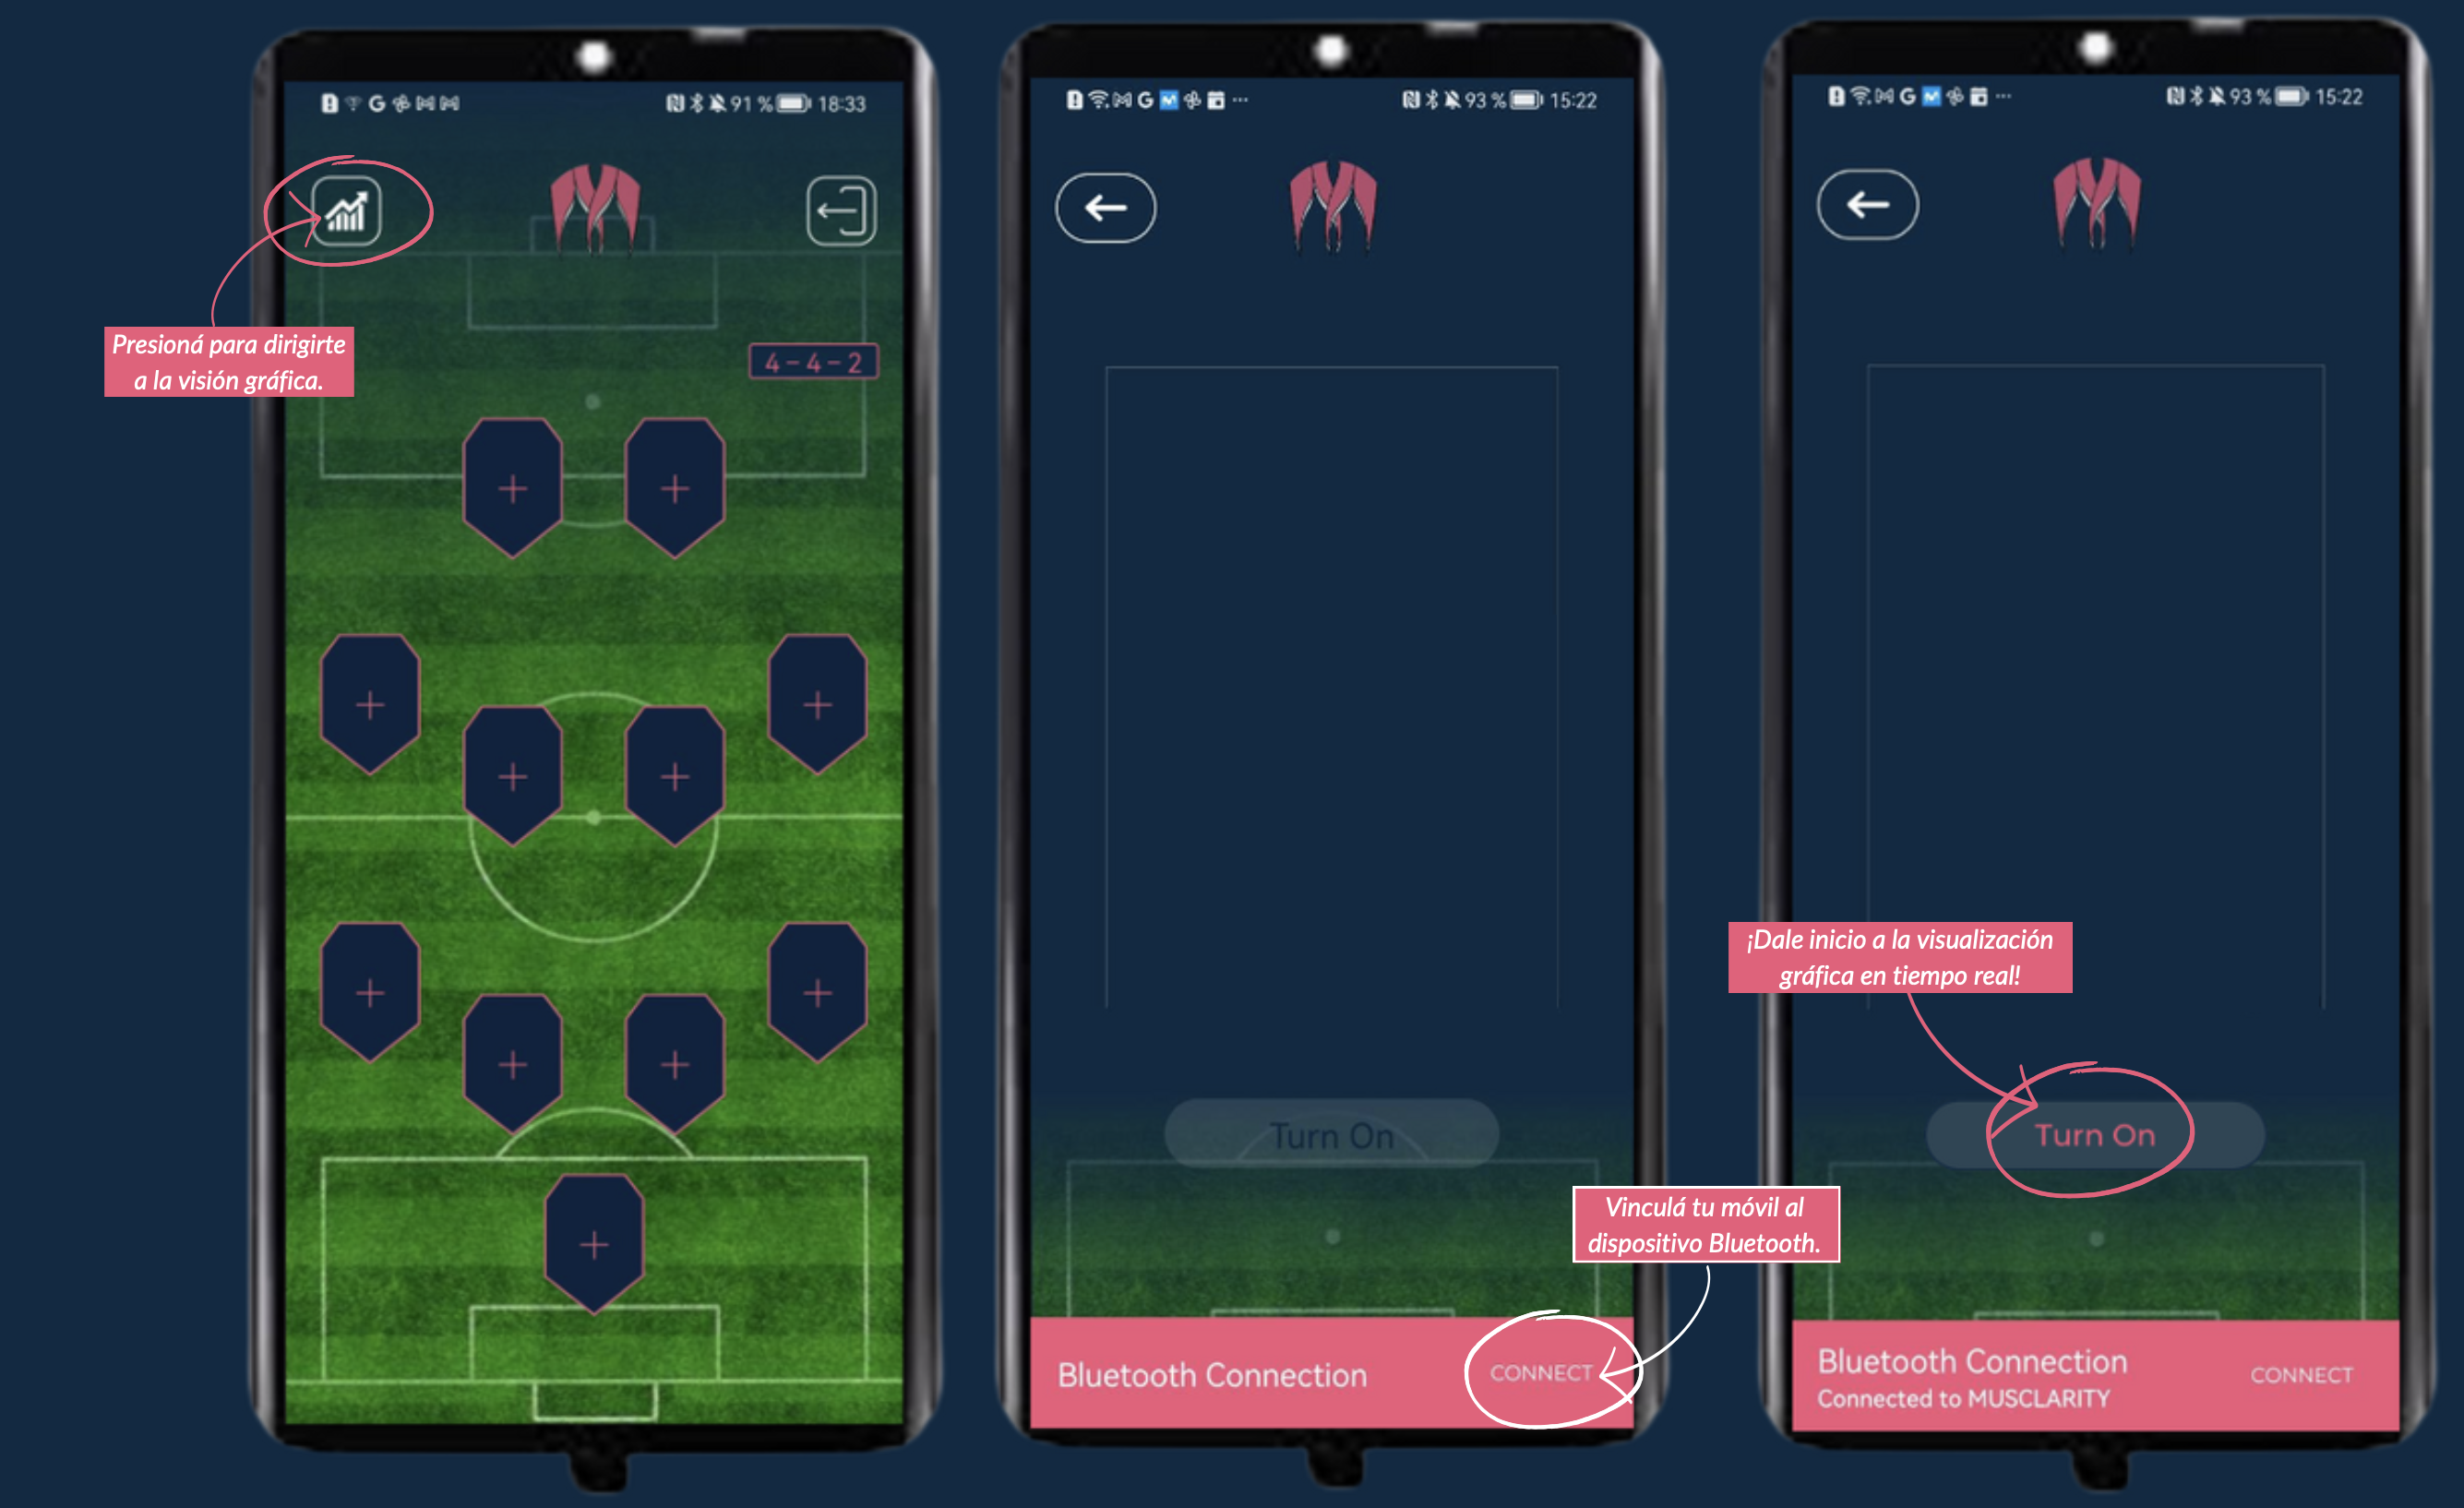 91 % 18:33
Presioná para dirigirte
a la visión gráfica.
4 - 4 - 2
93 % 15:22
Turn On
Vinculá tu móvil al
dispositivo Bluetooth.
Bluetooth Connection
CONNECT
93 % 15:22
¡Dale inicio a la visualización
gráfica en tiempo real!
Turn On
Bluetooth Connection
Connected to MUSCLARITY
CONNECT